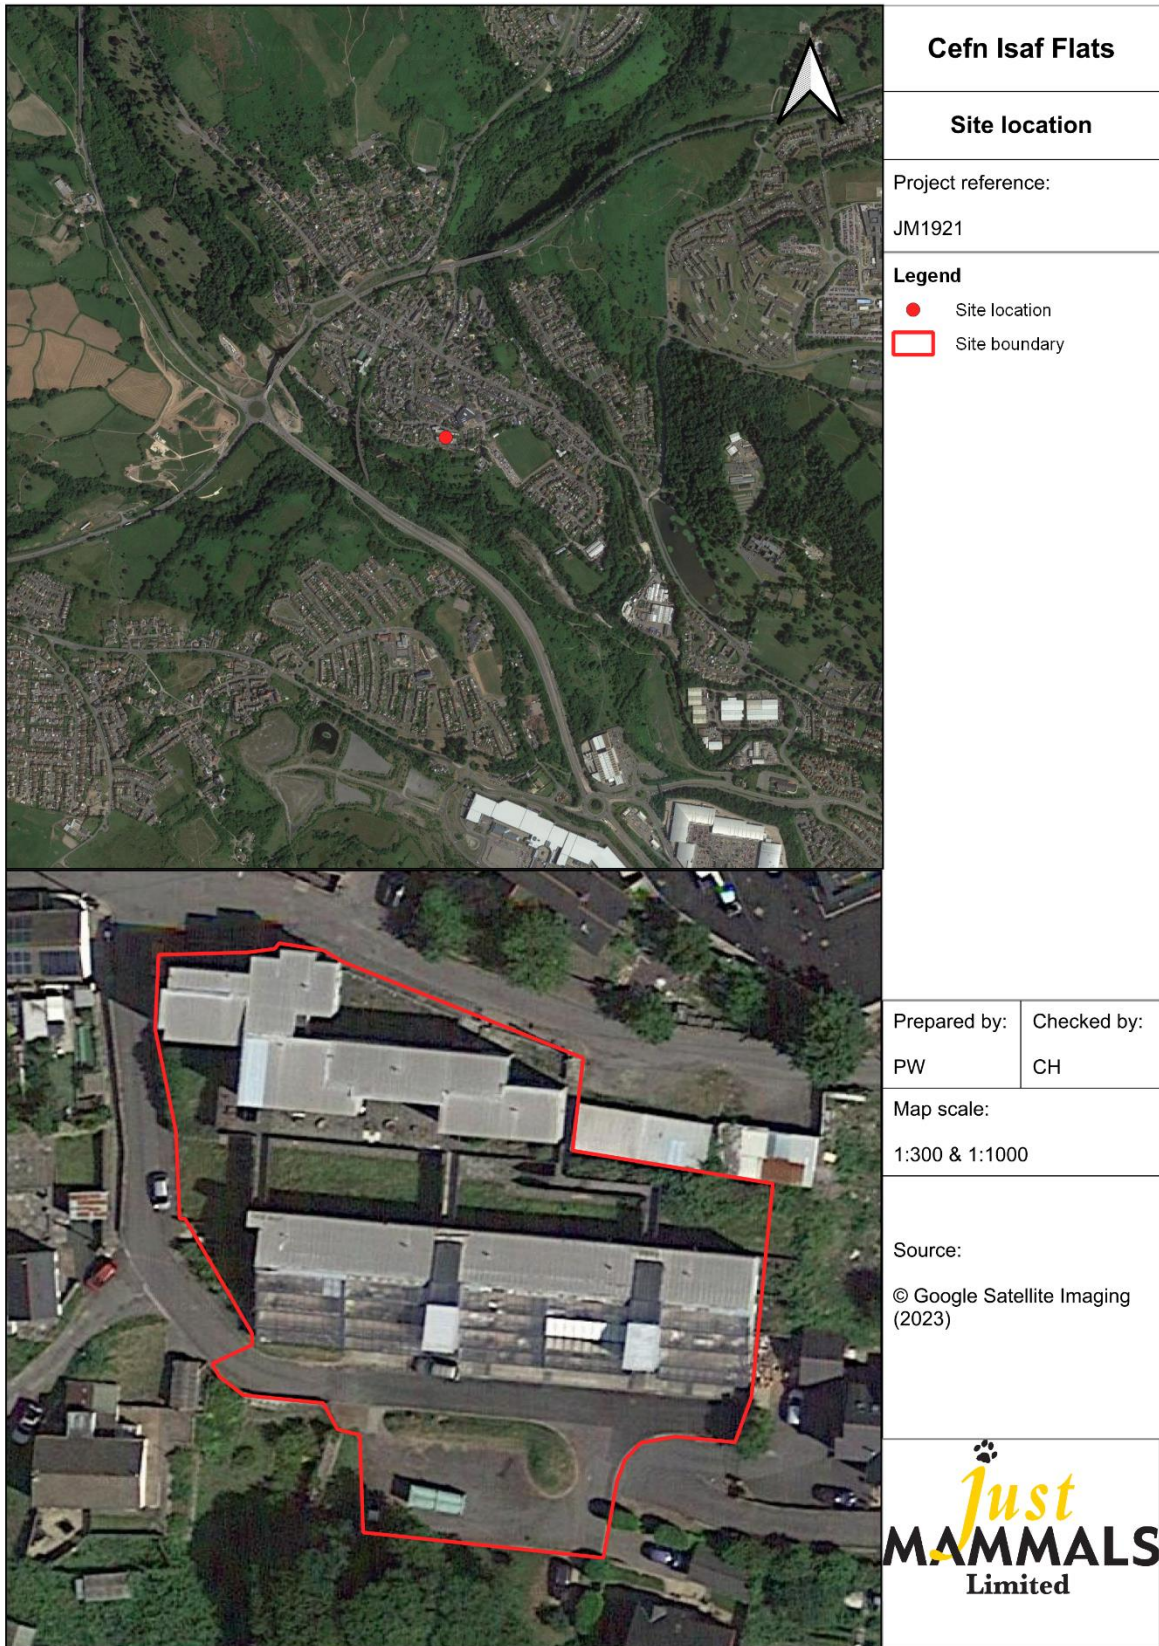 Cefn Isaf Flats
Site location
Project reference:
JM1921
Legend
Site location
Site boundary
Prepared by:
PW
Checked by:
CH
Map scale:
1:300 & 1:1000
Source:
© Google Satellite Imaging
(2023)
just
MAMMALS
Limited